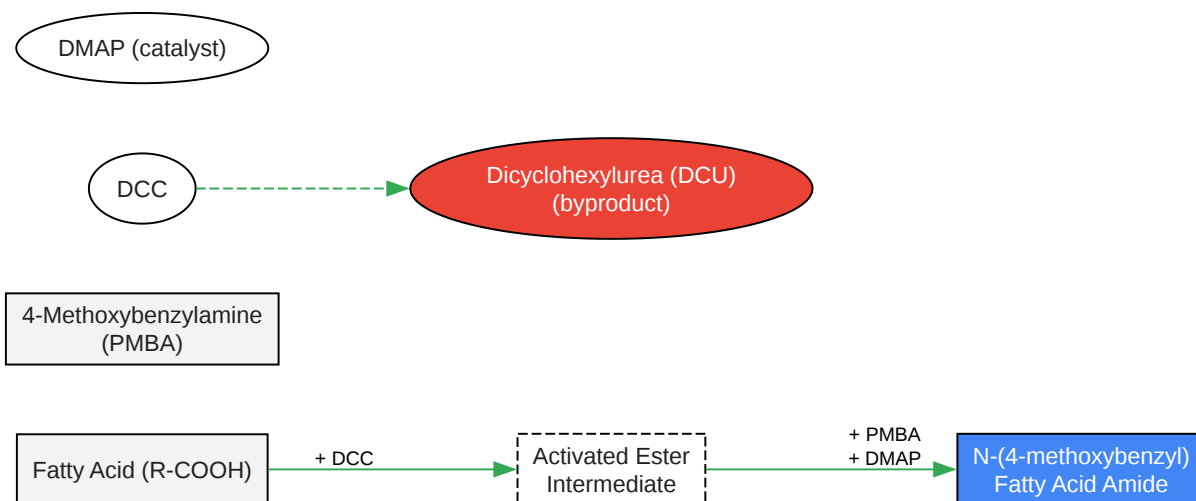 DMAP (catalyst)
DCC
Dicyclohexylurea (DCU)
(byproduct)
4-Methoxybenzylamine
(PMBA)
Fatty Acid (R-COOH)
+ DCC
Activated Ester
Intermediate
+ PMBA
+ DMAP
N-(4-methoxybenzyl)
Fatty Acid Amide